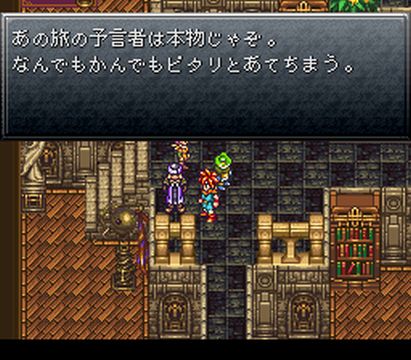 あの旅の予言者は本物じゃぞ。
なんでもかんでもピタリとあてちまう。